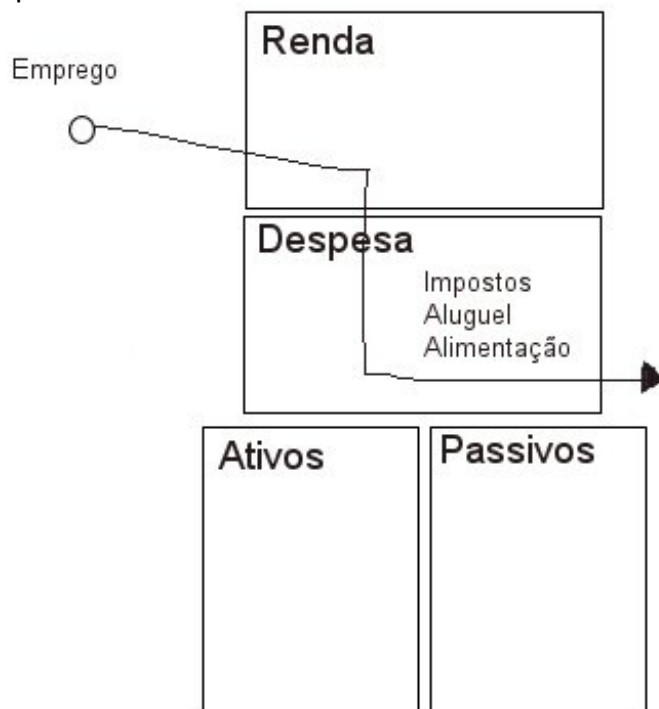 Renda
Emprego
Despesa
Impostos
Aluguel
Alimentação
Ativos
Passivos